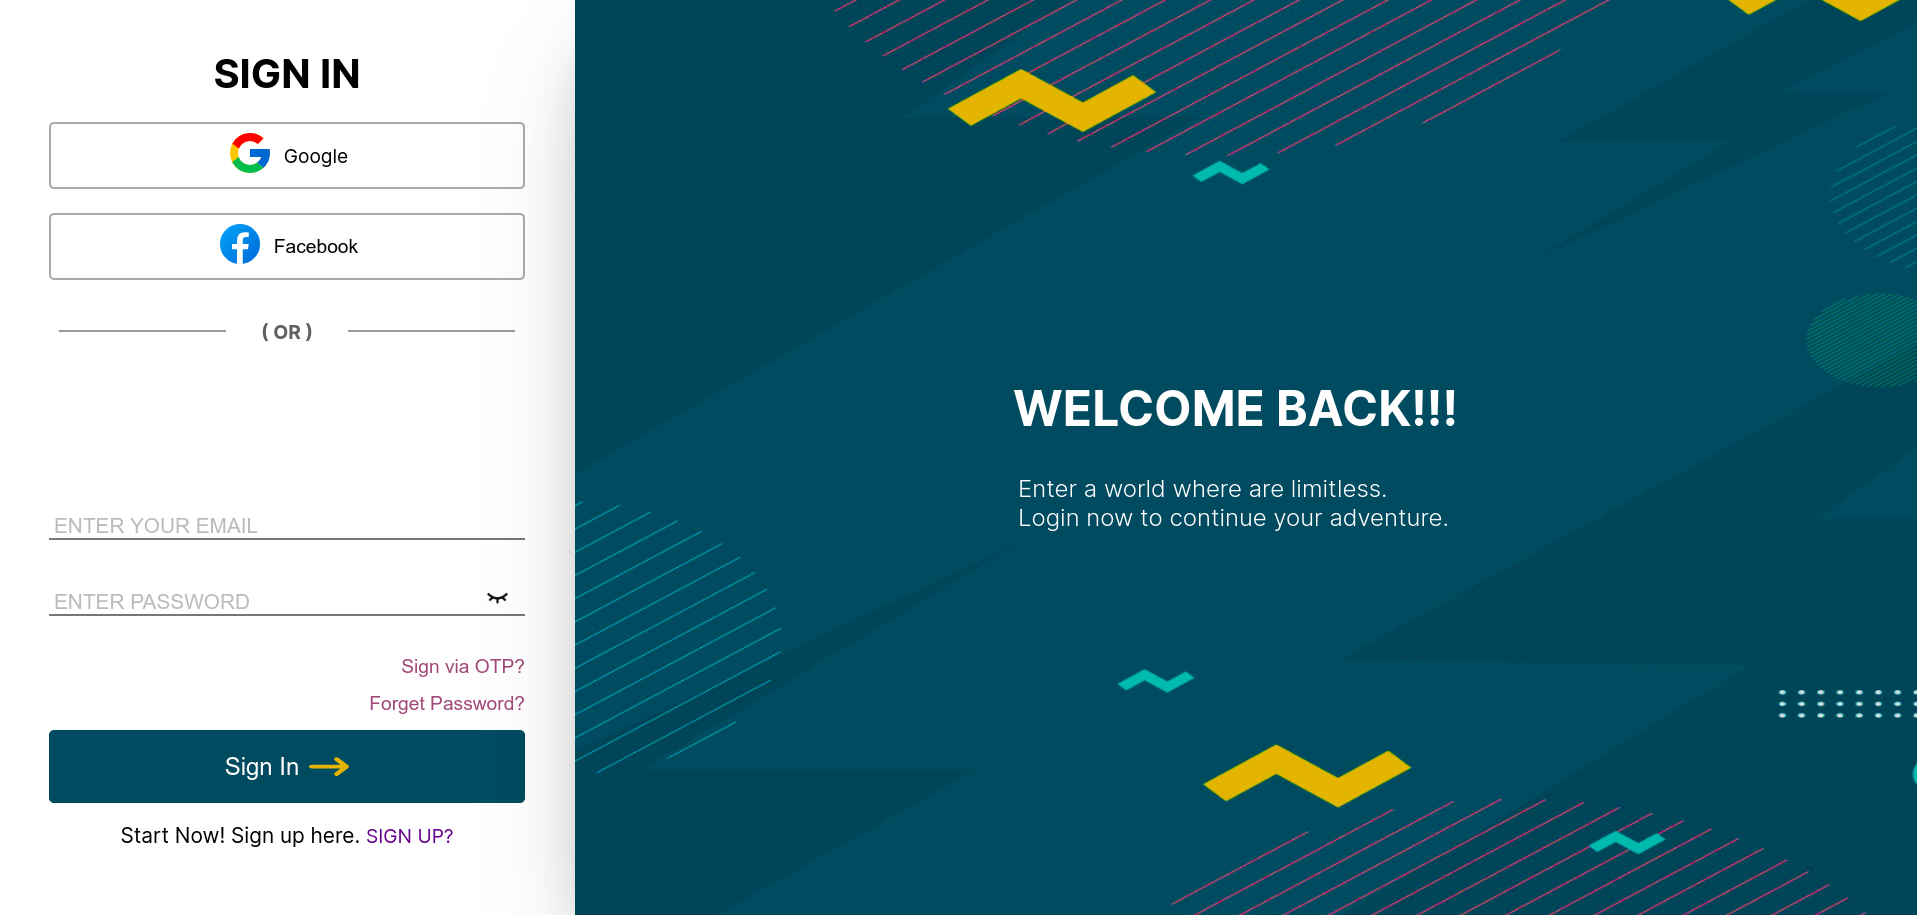 SIGN IN
Google
Facebook
( OR )
ENTER YOUR EMAIL
ENTER PASSWORD
Sign via OTP?
Forget Password?
Sign In
Start Now! Sign up here. SIGN UP?
WELCOME BACK!!!
Enter a world where are limitless.
Login now to continue your adventure.